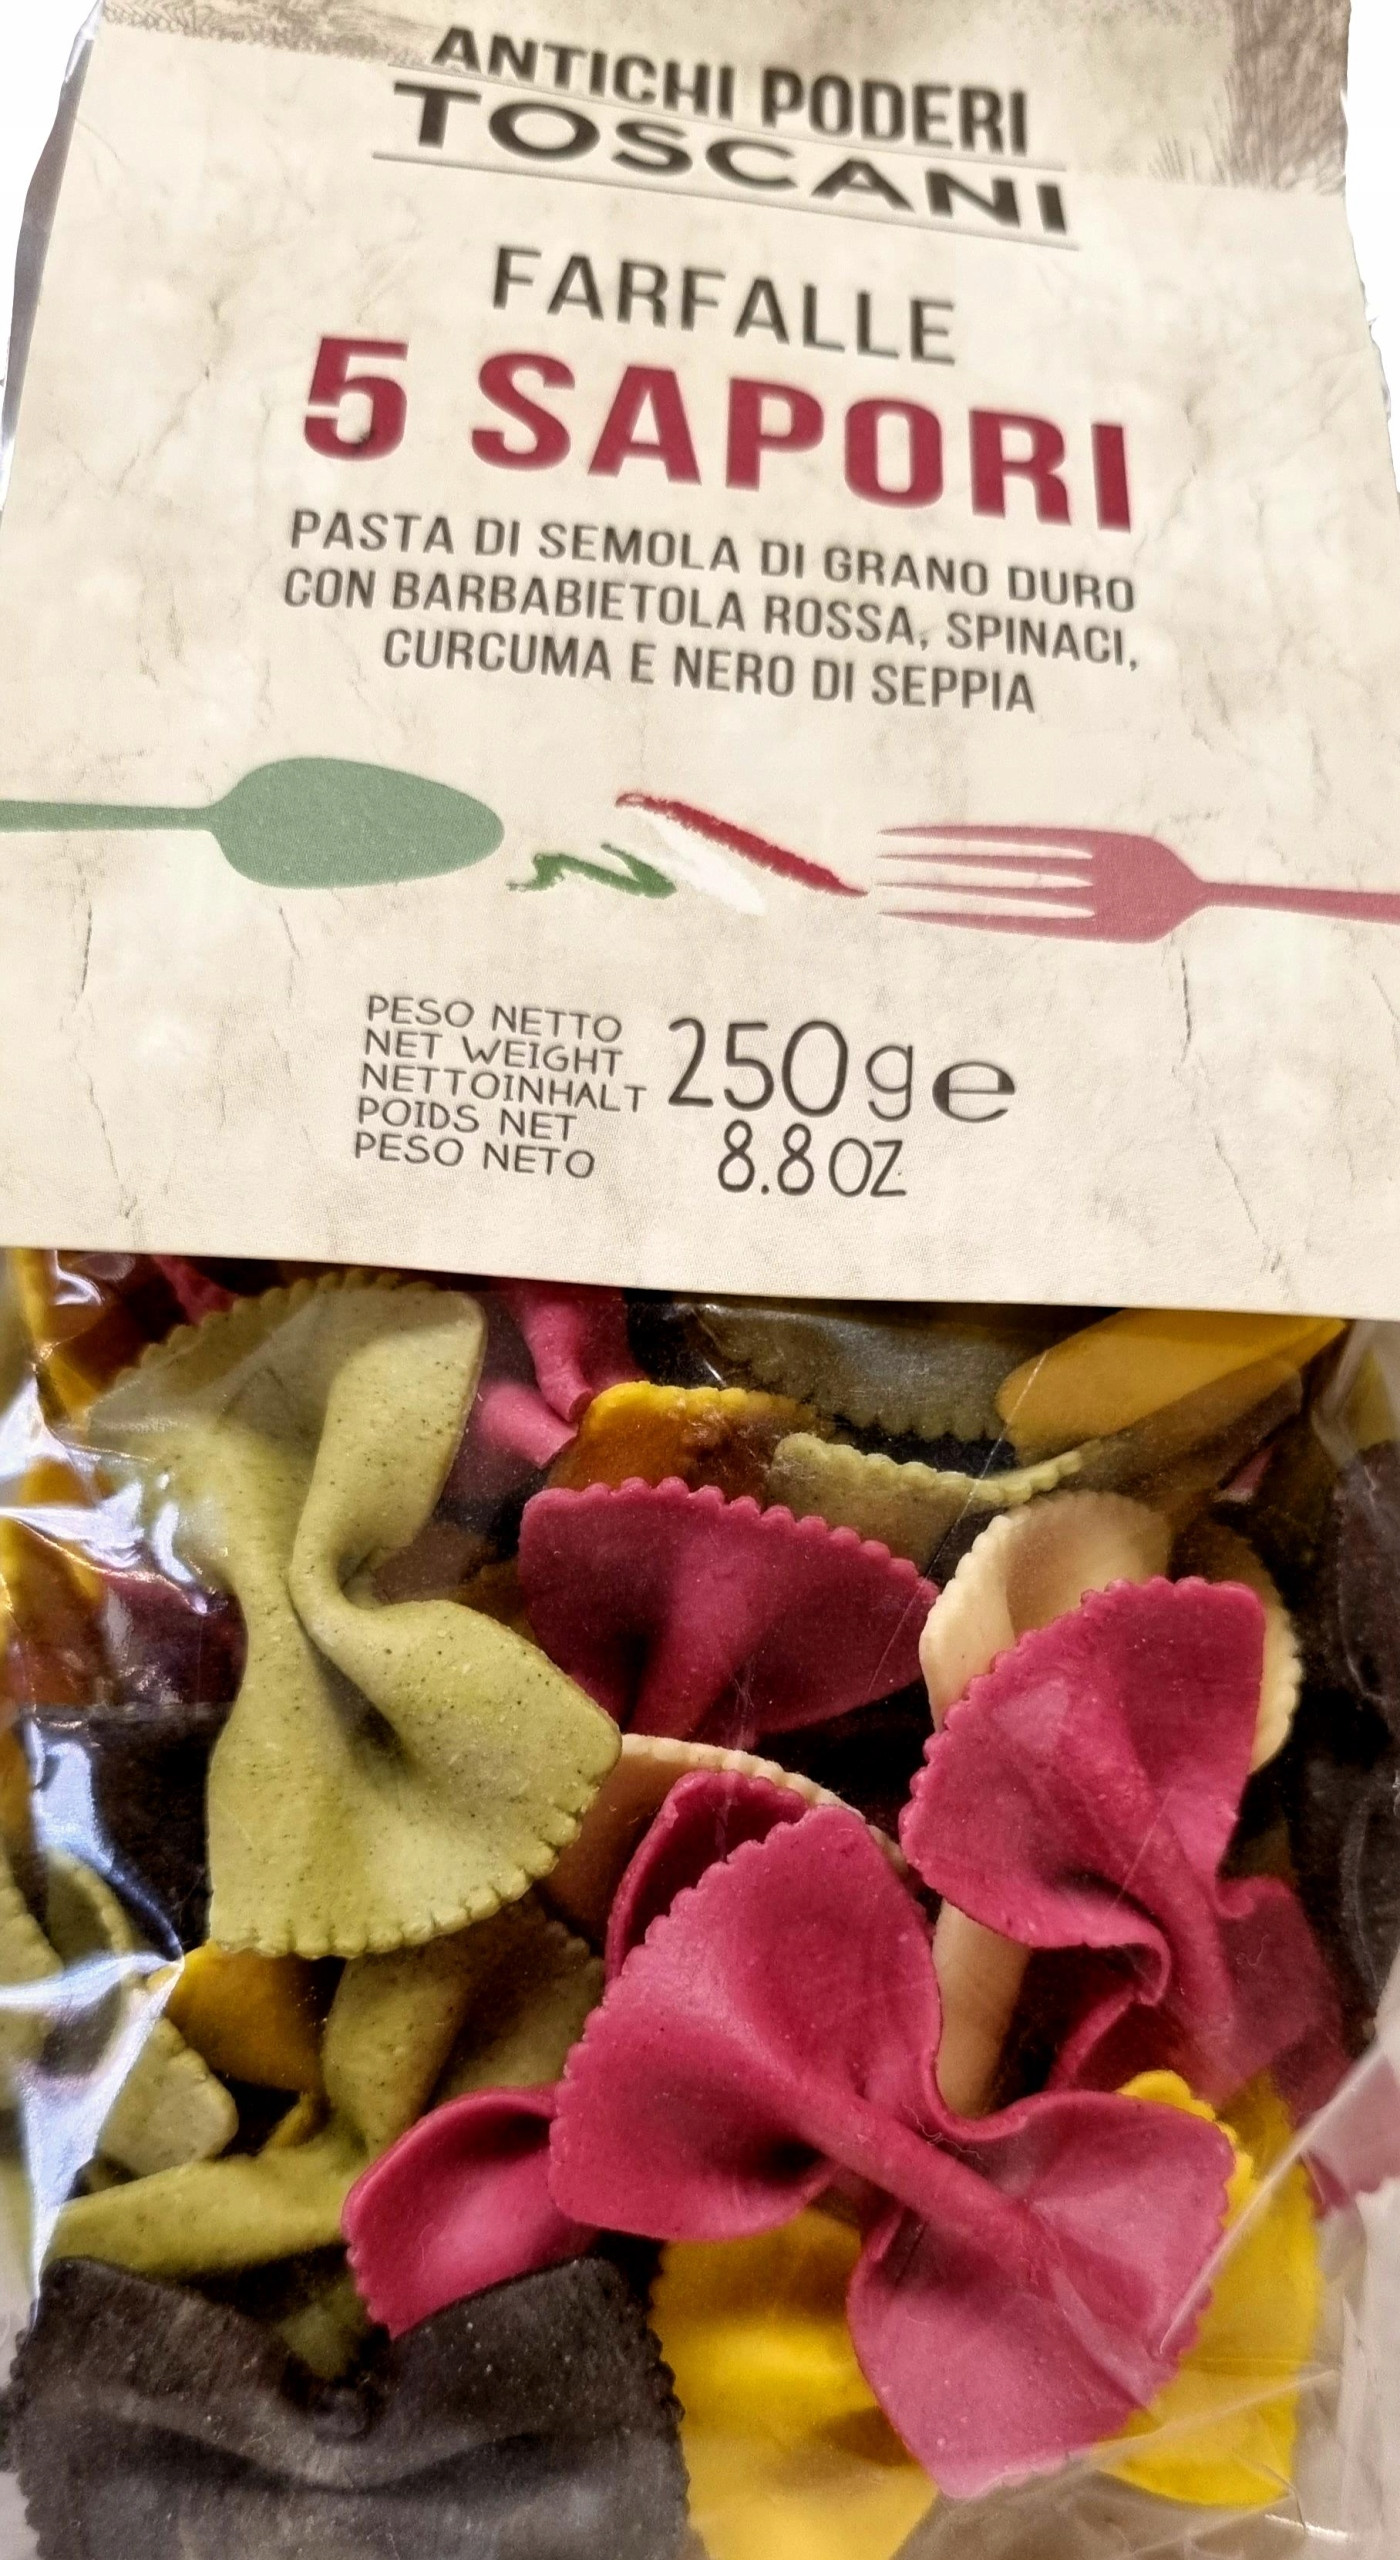 ANTICHI PODERI
TOSCANI
FARFALLE
5 SAPORI
PASTA DI SEMOLA DI GRANO DURO
CON BARBABIETOLA ROSSA, SPINACI,
CURCUMA E NERO DI SEPPIA
PESO NETTO
NET WEIGHT
NETTOINHALT
POIDS NET
PESO NETO
250g e
8.8 OZ